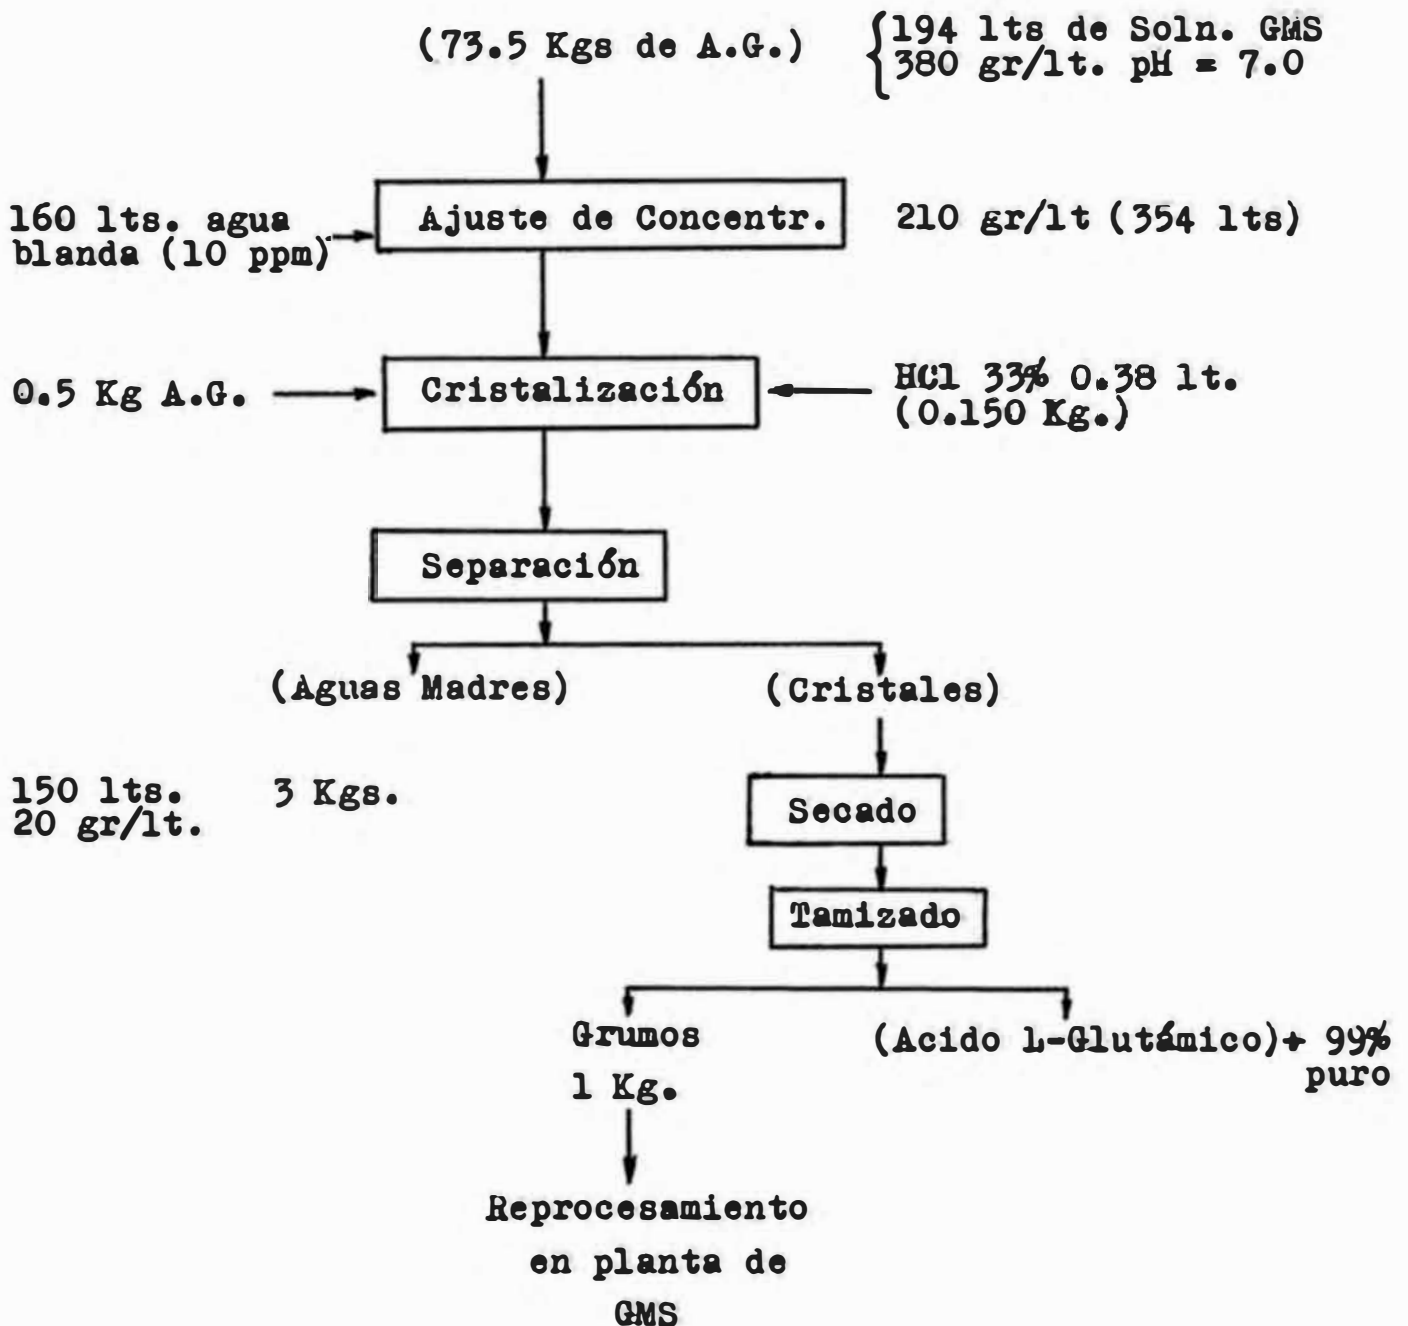 (73.5 Kgs de A.G.)
194 lts de Soln. GMS
380 gr/lt. pH = 7.0
160 lts. agua
blanda (10 ppm)
Ajuste de Concentr.
210 gr/lt (354 lts)
0.5 Kg A.G.
Cristalización
HCl 33% 0.38 lt.
(0.150 Kg.)
Separación
(Aguas Madres)
(Cristales)
150 lts.
20 gr/lt.
3 Kgs.
Secado
Tamizado
Grumos
1 Kg.
(Acido L-Glutámico)+ 99%
puro
Reprocesamiento
en planta de
GMS